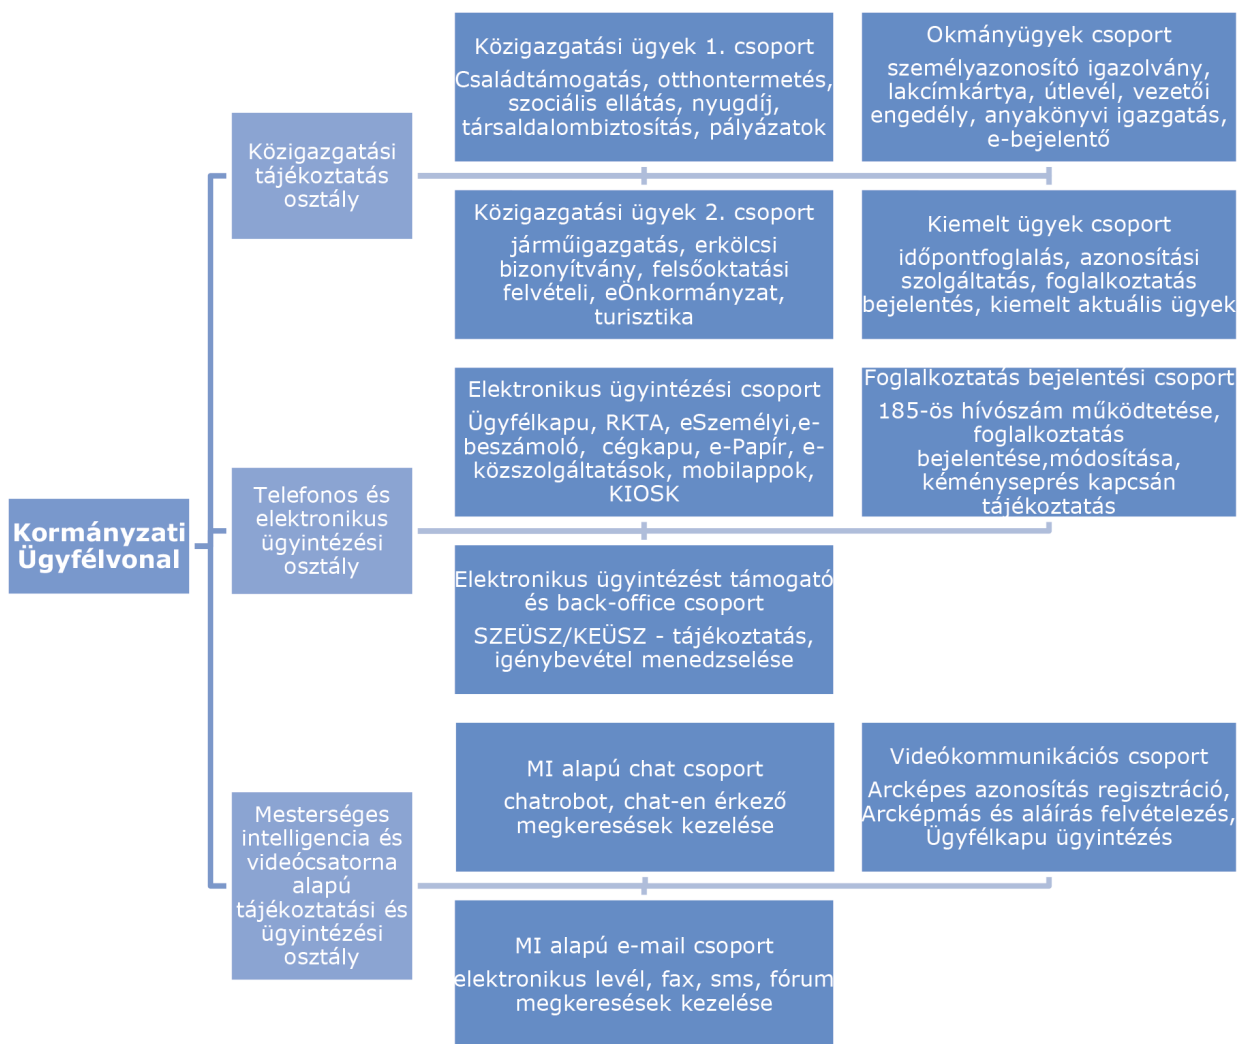 Kormányzati
Ügyfélvonal
Közigazgatási
tájékoztatás
osztály
Közigazgatási ügyek 1. csoport
Családtámogatás, otthontermetés,
szociális ellátás, nyugdíj,
társaldalombiztosítás, pályázatok
Okmányügyek csoport
személyazonosító igazolvány,
lakcímkártya, útlevél, vezetői
engedély, anyakönyvi igazgatás,
e-bejelentő
Közigazgatási ügyek 2. csoport
járműigazgatás, erkölcsi
bizonyítvány, felsőoktatási
felvételi, eÖnkormányzat,
turisztika
Kiemelt ügyek csoport
időpontfoglalás, azonosítási
szolgáltatás, foglalkoztatás
bejelentés, kiemelt aktuális ügyek
Telefonos és
elektronikus
ügyintézési
osztály
Elektronikus ügyintézési csoport
Ügyfélkapu, RKTA, eSzemélyi,e-
beszámoló,  cégkapu, e-Papír, e-
közszolgáltatások, mobilappok,
KIOSK
Foglalkoztatás bejelentési csoport
185-ös hívószám működtetése,
foglalkoztatás
bejelentése,módosítása,
kéményseprés kapcsán
tájékoztatás
Elektronikus ügyintézést támogató
és back-office csoport
SZEÜSZ/KEÜSZ - tájékoztatás,
igénybevétel menedzselése
Mesterséges
intelligencia és
videócsatorna
alapú
tájékoztatási és
ügyintézési
osztály
MI alapú chat csoport
chatrobot, chat-en érkező
megkeresések kezelése
Videókommunikációs csoport
Arcképes azonosítás regisztráció,
Arcképmás és aláírás felvételezés,
Ügyfélkapu ügyintézés
MI alapú e-mail csoport
elektronikus levél, fax, sms, fórum
megkeresések kezelése